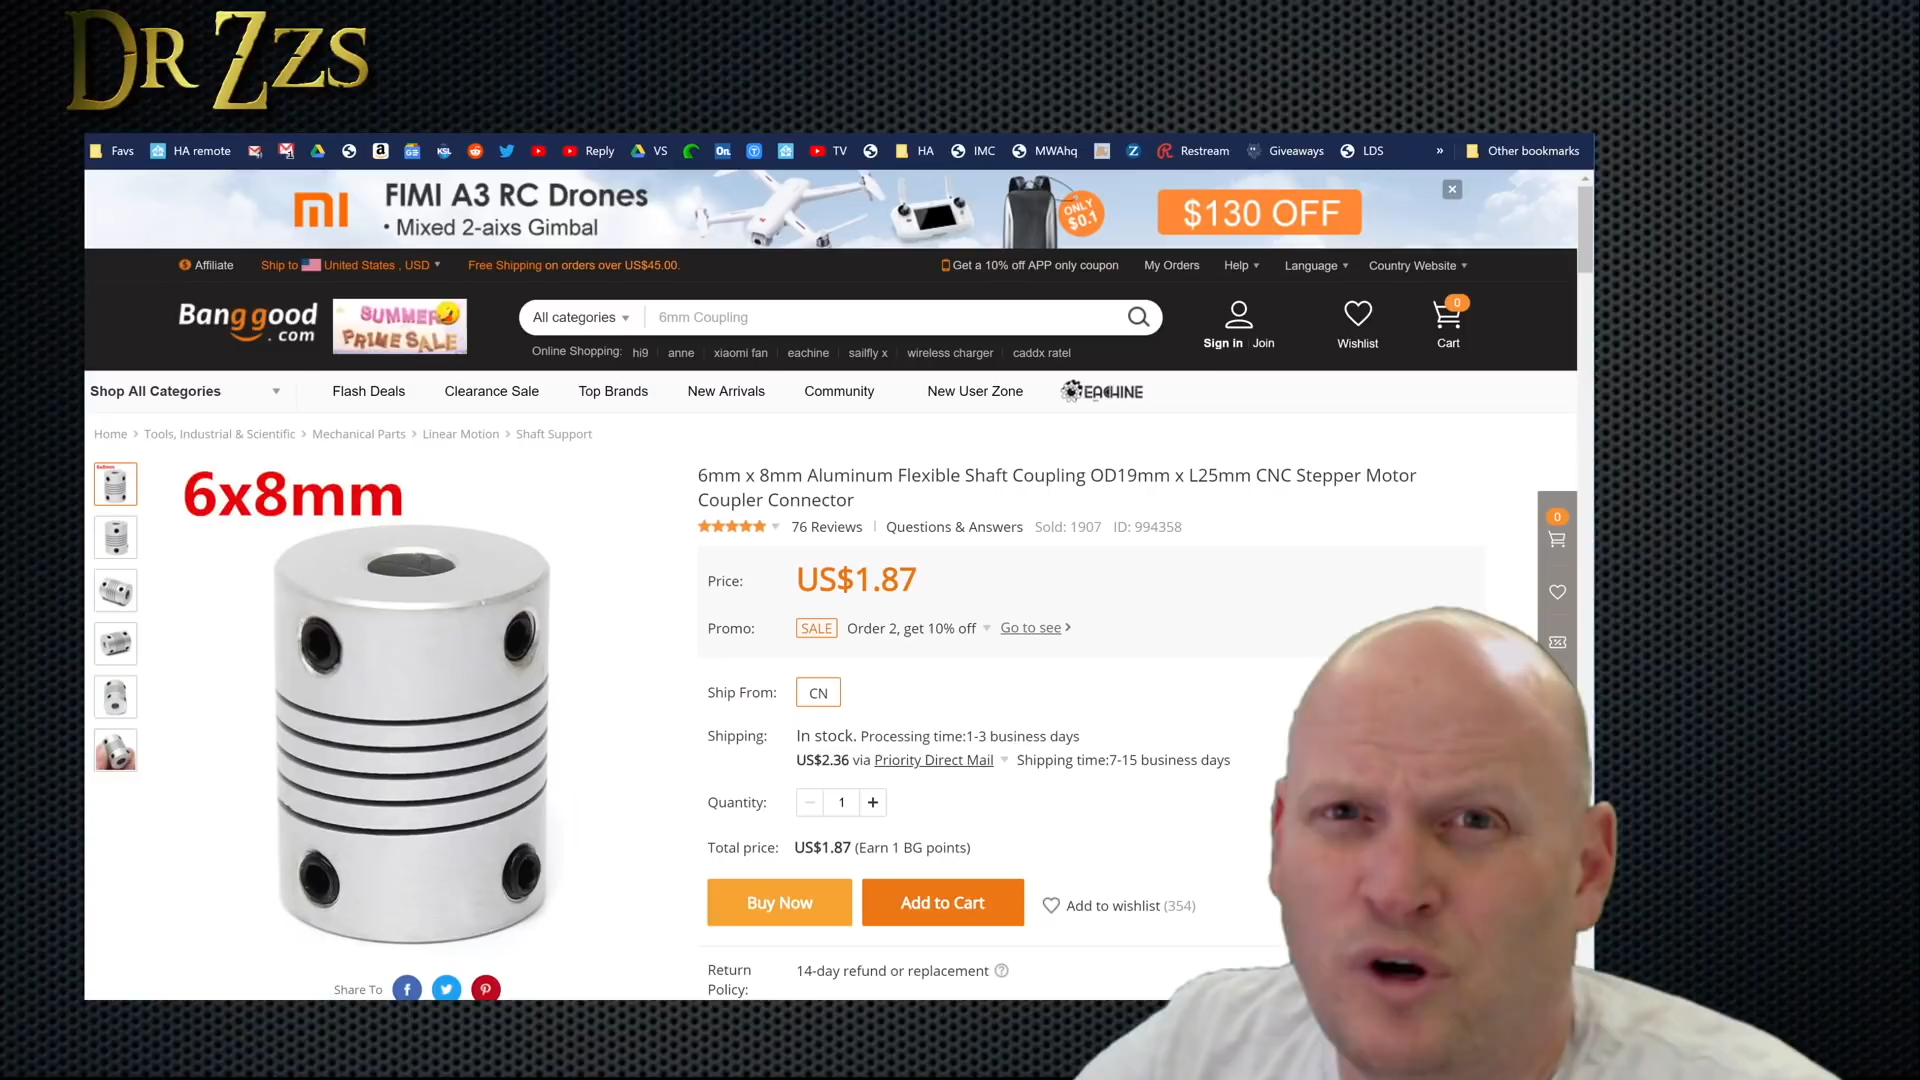 DR ZZS
Favs HA remote Reply VS On. TV HA IMC MWAhq Z Restream Giveaways LDS » Other bookmarks
FIMI A3 RC Drones
• Mixed 2-aixs Gimbal
ONLY $0.1
$130 OFF
Affiliate Ship to United States , USD Free Shipping on orders over US$45.00. Get a 10% off APP only coupon My Orders Help Language Country Website
Banggood.com
SUMMER PRIME SALE
All categories 6mm Coupling
0
Sign in Join Wishlist Cart
Online Shopping: hi9 anne xiaomi fan eachine sailfly x wireless charger caddx ratel
Shop All Categories Flash Deals Clearance Sale Top Brands New Arrivals Community New User Zone EACHINE
Home > Tools, Industrial & Scientific > Mechanical Parts > Linear Motion > Shaft Support
6x8mm
6mm x 8mm Aluminum Flexible Shaft Coupling OD19mm x L25mm CNC Stepper Motor
Coupler Connector
76 Reviews Questions & Answers Sold: 1907 ID: 994358
0
Price: US$1.87
Promo: SALE Order 2, get 10% off Go to see >
Ship From: CN
Shipping: In stock. Processing time:1-3 business days
US$2.36 via Priority Direct Mail Shipping time:7-15 business days
Quantity: − 1 +
Total price: US$1.87 (Earn 1 BG points)
Buy Now Add to Cart Add to wishlist (354)
Return Policy: 14-day refund or replacement
Share To